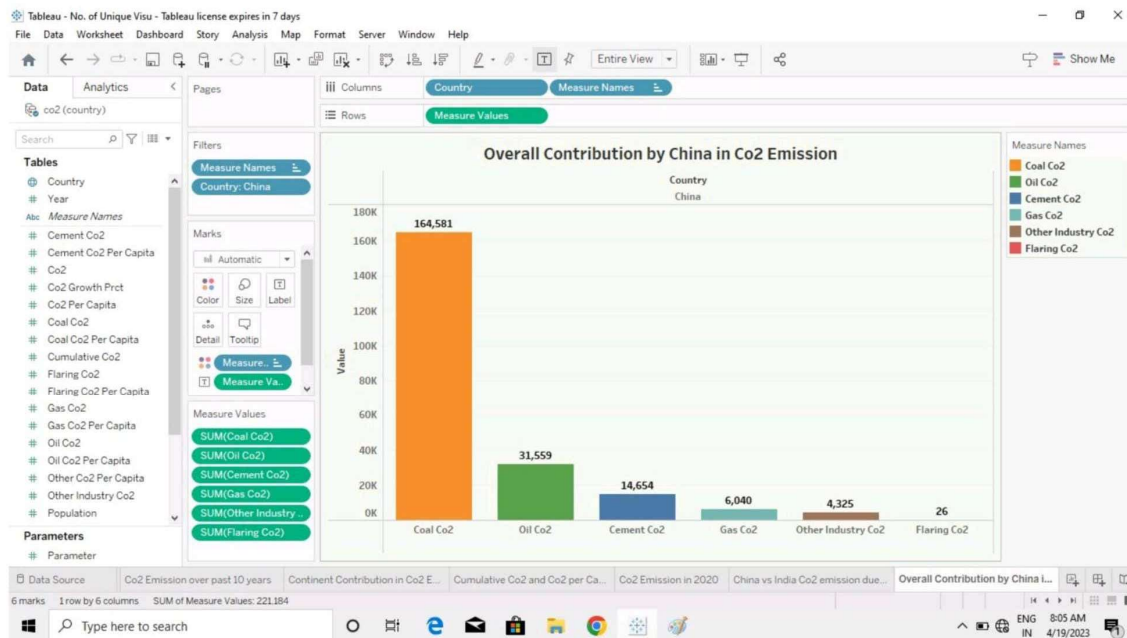 Tableau - No. of Unique Visu - Tableau license expires in 7 days
File Data Worksheet Dashboard Story Analysis Map Format Server Window Help
Entire View
Show Me
Data Analytics
co2 (country)
Search
Tables
Country
# Year
Abc Measure Names
# Cement Co2
# Cement Co2 Per Capita
# Co2
# Co2 Growth Prct
# Co2 Per Capita
# Coal Co2
# Coal Co2 Per Capita
# Cumulative Co2
# Flaring Co2
# Flaring Co2 Per Capita
# Gas Co2
# Gas Co2 Per Capita
# Oil Co2
# Oil Co2 Per Capita
# Other Co2 Per Capita
# Other Industry Co2
# Population
Parameters
# Parameter
Pages
Filters
Measure Names
Country: China
Marks
Automatic
Color Size Label
Detail Tooltip
Measure..
T Measure Va..
Measure Values
SUM(Coal Co2)
SUM(Oil Co2)
SUM(Cement Co2)
SUM(Gas Co2)
SUM(Other Industry ..
SUM(Flaring Co2)
Columns Country Measure Names
Rows Measure Values
Overall Contribution by China in Co2 Emission
Country
China
Value
180K
160K
140K
120K
100K
80K
60K
40K
20K
0K
164,581
31,559
14,654
6,040
4,325
26
Coal Co2 Oil Co2 Cement Co2 Gas Co2 Other Industry Co2 Flaring Co2
Measure Names
Coal Co2
Oil Co2
Cement Co2
Gas Co2
Other Industry Co2
Flaring Co2
Data Source Co2 Emission over past 10 years Continent Contribution in Co2 E... Cumulative Co2 and Co2 per Ca... Co2 Emission in 2020 China vs India Co2 emission due... Overall Contribution by China i...
6 marks 1 row by 6 columns SUM of Measure Values: 221,184
Type here to search
ENG 8:05 AM
IN 4/19/2023
1